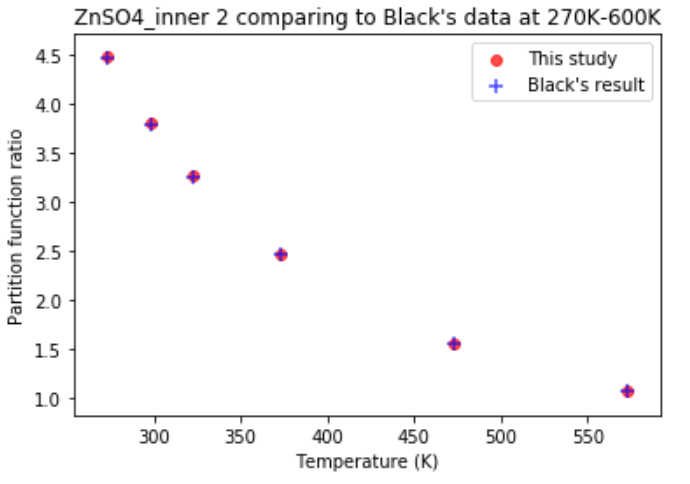 ZnSO4_inner 2 comparing to Black's data at 270K-600K
This study
Black's result
4.5
4.0
3.5
3.0
2.5
2.0
1.5
1.0
Partition function ratio
300 350 400 450 500 550
Temperature (K)